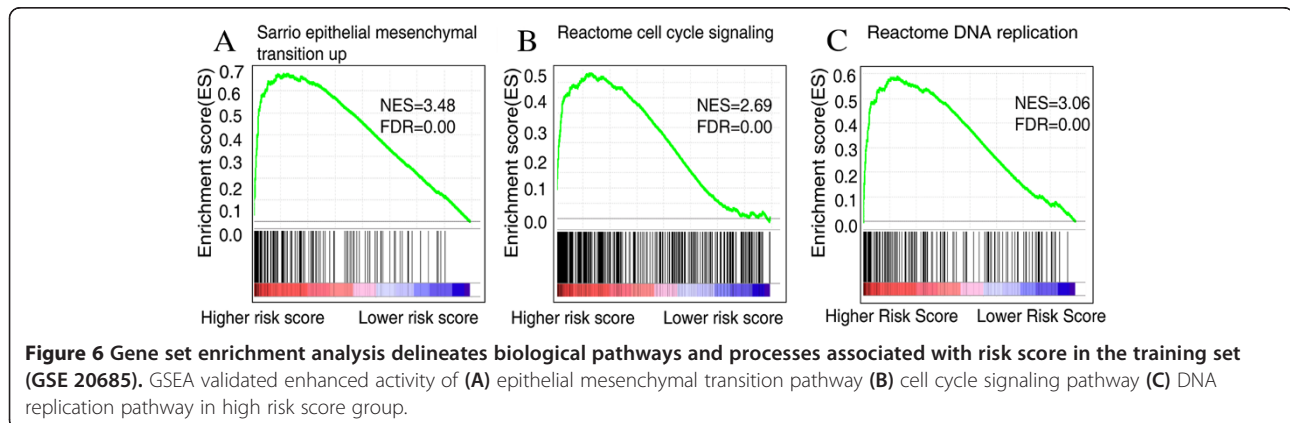 A
Sarrio epithelial mesenchymal
transition up
Enrichment score(ES)
0.7
0.6
0.5
0.4
0.3
0.2
0.1
0.0
NES=3.48
FDR=0.00
Higher risk score Lower risk score
B
Reactome cell cycle signaling
Enrichment score(ES)
0.5
0.4
0.3
0.2
0.1
0.0
NES=2.69
FDR=0.00
Higher risk score Lower risk score
C
Reactome DNA replication
Enrichment score(ES)
0.6
0.5
0.4
0.3
0.2
0.1
0.0
NES=3.06
FDR=0.00
Higher Risk Score Lower Risk Score
Figure 6 Gene set enrichment analysis delineates biological pathways and processes associated with risk score in the training set
(GSE 20685). GSEA validated enhanced activity of (A) epithelial mesenchymal transition pathway (B) cell cycle signaling pathway (C) DNA
replication pathway in high risk score group.